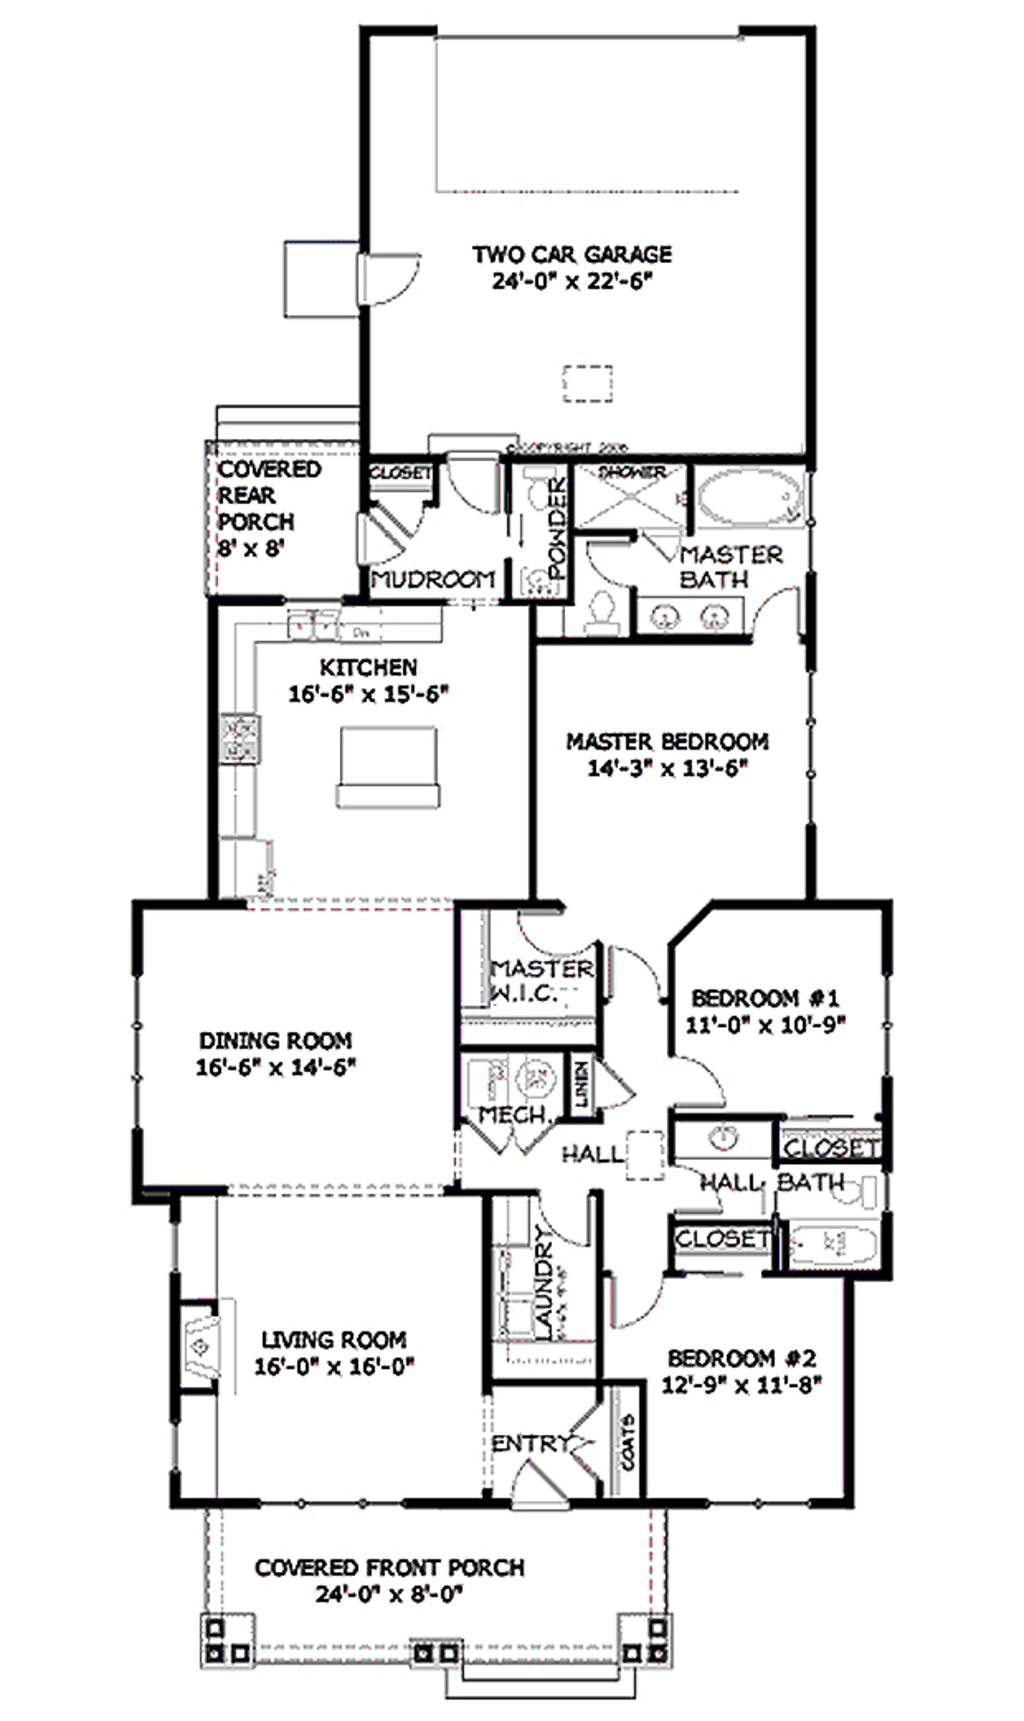 TWO CAR GARAGE
24'-0" x 22'-6"
© COPYRIGHT 2006
COVERED
REAR
PORCH
8' x 8'
CLOSET
MUDROOM
POWDER
SHOWER
MASTER
BATH
KITCHEN
16'-6" x 15'-6"
MASTER BEDROOM
14'-3" x 13'-6"
MASTER
W.I.C.
BEDROOM #1
11'-0" x 10'-9"
DINING ROOM
16'-6" x 14'-6"
MECH.
LINEN
HALL
CLOSET
HALL BATH
CLOSET
LAUNDRY
LIVING ROOM
16'-0" x 16'-0"
BEDROOM #2
12'-9" x 11'-8"
ENTRY
COATS
COVERED FRONT PORCH
24'-0" x 8'-0"